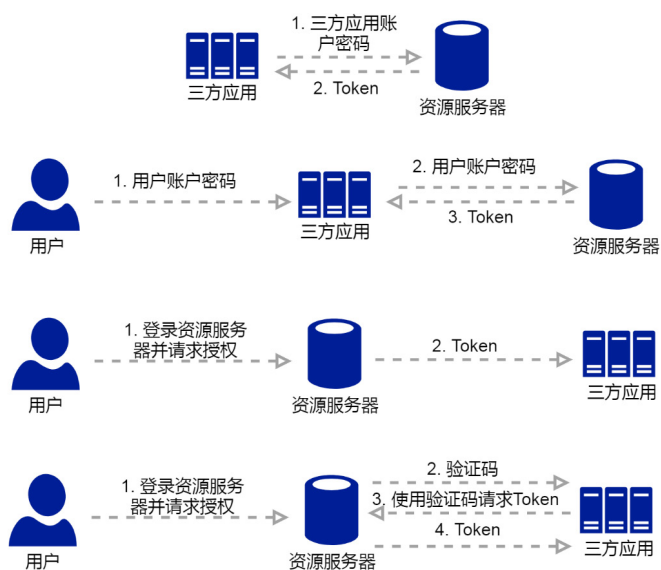 1. 三方应用账
户密码
2. Token
三方应用
资源服务器
1. 用户账户密码
2. 用户账户密码
3. Token
用户
三方应用
资源服务器
1. 登录资源服务
器并请求授权
2. Token
用户
资源服务器
三方应用
1. 登录资源服务
器并请求授权
2. 验证码
3. 使用验证码请求Token
4. Token
用户
资源服务器
三方应用